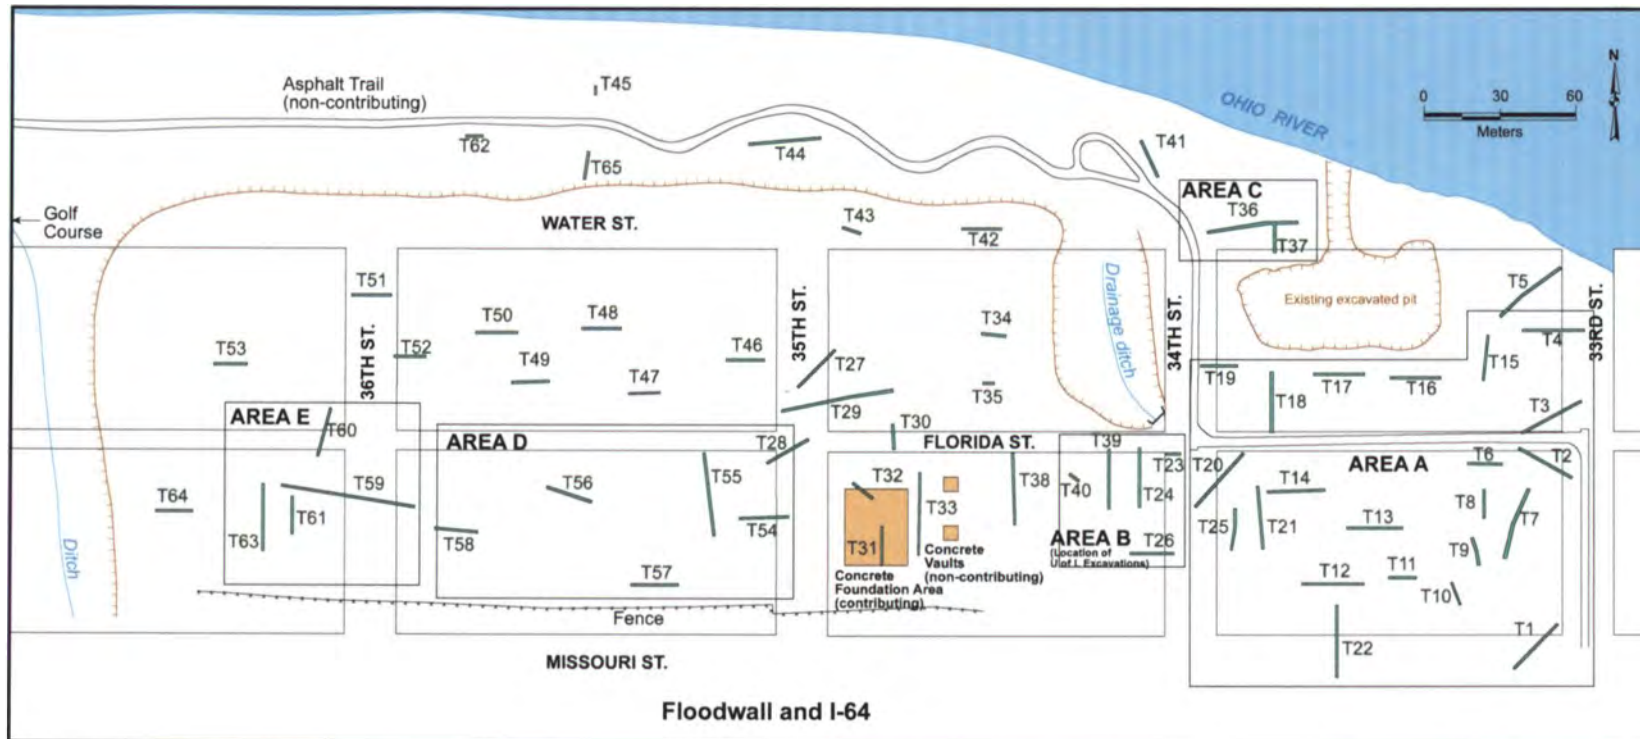 T45
Asphalt Trail
(non-contributing)
N
OHIO RIVER
0 30 60
Meters
T62
T65
T44
T41
AREA C
T36
T37
Golf
Course
WATER ST.
T43
T42
T51
T50
T48
T49
T47
T46
T52
T53
36TH ST.
35TH ST.
T27
T29
T34
T35
Drainage ditch
34TH ST.
Existing excavated pit
T5
T4
33RD ST.
T15
T19
T18
T17
T16
T3
AREA E
T60
AREA D
T28
T30
FLORIDA ST.
T39
T23
T20
AREA A
T6
T2
T64
T63
T61
T59
T58
T56
T55
T54
T57
T32
T33
T38
T40
T24
T31
Concrete
Vaults
(non-contributing)
Concrete
Foundation Area
(contributing)
AREA B
(Location of
U of L Excavations)
T26
T25
T21
T14
T13
T8
T7
T9
T12
T11
T10
T22
T1
Ditch
Fence
MISSOURI ST.
Floodwall and I-64